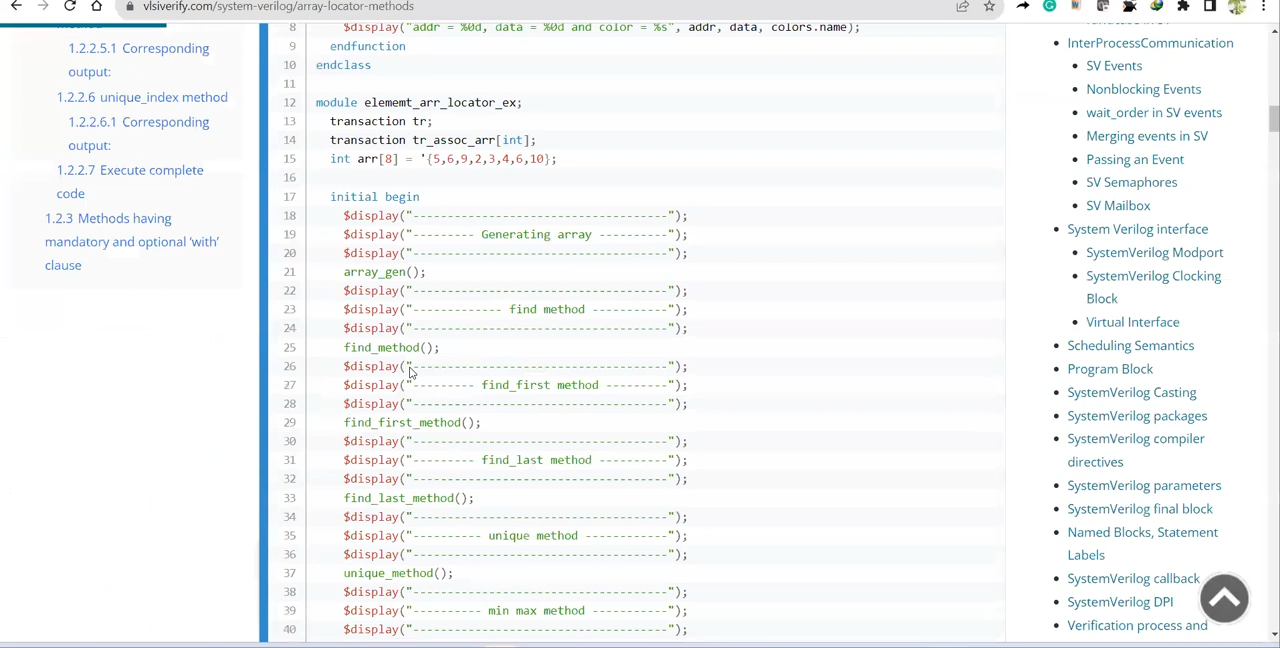 vlsiverify.com/system-verilog/array-locator-methods
1.2.2.5.1 Corresponding
output:
1.2.2.6 unique_index method
1.2.2.6.1 Corresponding
output:
1.2.2.7 Execute complete
code
1.2.3 Methods having
mandatory and optional ‘with’
clause
8 "addr = %0d, data = %0d and color = %s", addr, data, colors.name);
9 endfunction
10 endclass
11
12 module elememt_arr_locator_ex;
13 transaction tr;
14 transaction tr_assoc_arr[int];
15 int arr[8] = '{5,6,9,2,3,4,6,10};
16
17 initial begin
18 $display("-------------------------------------");
19 $display("--------- Generating array ----------");
20 $display("-------------------------------------");
21 array_gen();
22 $display("-------------------------------------");
23 $display("------------- find method -----------");
24 $display("-------------------------------------");
25 find_method();
26 $display("-------------------------------------");
27 $display("--------- find_first method ---------");
28 $display("-------------------------------------");
29 find_first_method();
30 $display("-------------------------------------");
31 $display("--------- find_last method ----------");
32 $display("-------------------------------------");
33 find_last_method();
34 $display("-------------------------------------");
35 $display("---------- unique method ------------");
36 $display("-------------------------------------");
37 unique_method();
38 $display("-------------------------------------");
39 $display("---------- min max method -----------");
40 $display("-------------------------------------");
InterProcessCommunication
SV Events
Nonblocking Events
wait_order in SV events
Merging events in SV
Passing an Event
SV Semaphores
SV Mailbox
System Verilog interface
SystemVerilog Modport
SystemVerilog Clocking
Block
Virtual Interface
Scheduling Semantics
Program Block
SystemVerilog Casting
SystemVerilog packages
SystemVerilog compiler
directives
SystemVerilog parameters
SystemVerilog final block
Named Blocks, Statement
Labels
SystemVerilog callback
SystemVerilog DPI
Verification process and